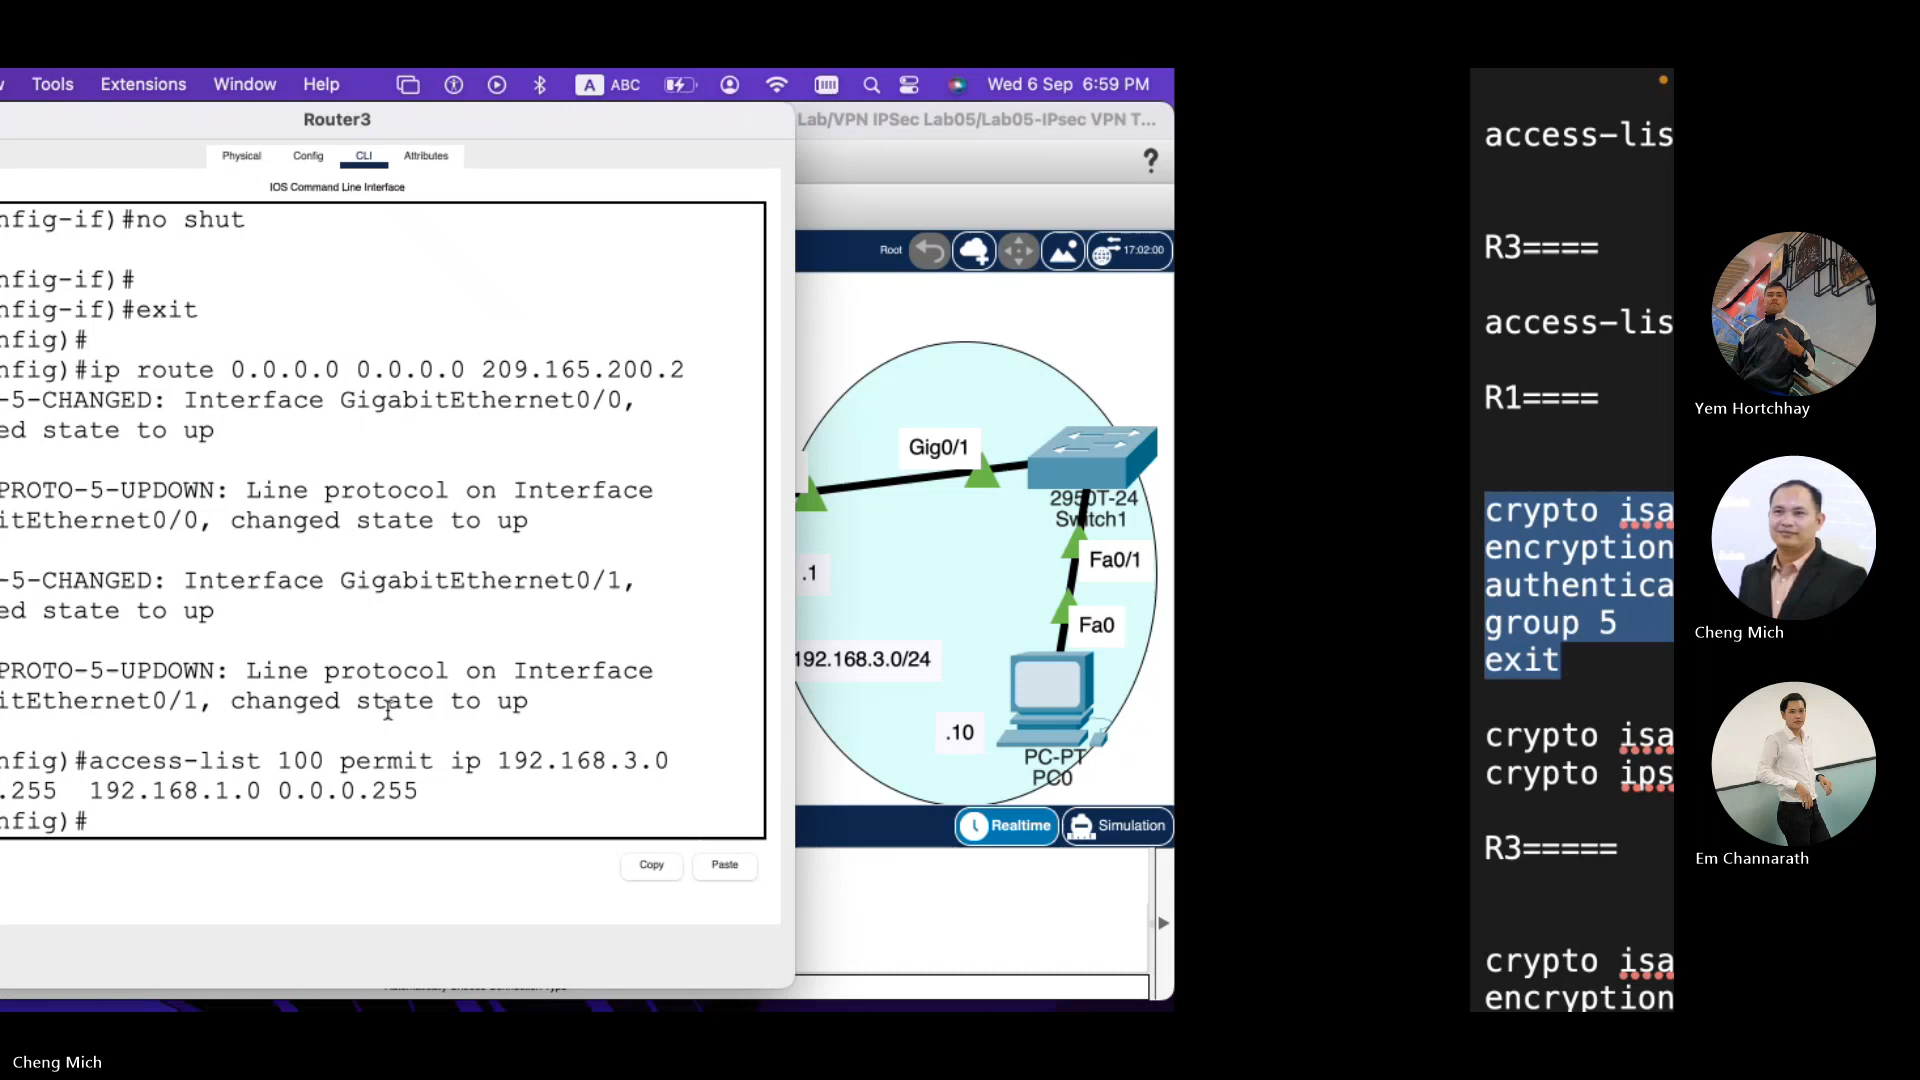 Tools Extensions Window Help A ABC Wed 6 Sep 6:59 PM
Router3
Lab/VPN IPSec Lab05/Lab05-IPsec VPN T...
Physical Config CLI Attributes
?
IOS Command Line Interface
nfig-if)#no shut
nfig-if)#
nfig-if)#exit
nfig)#
nfig)#ip route 0.0.0.0 0.0.0.0 209.165.200.2
-5-CHANGED: Interface GigabitEthernet0/0,
ed state to up
PROTO-5-UPDOWN: Line protocol on Interface
itEthernet0/0, changed state to up
-5-CHANGED: Interface GigabitEthernet0/1,
ed state to up
PROTO-5-UPDOWN: Line protocol on Interface
itEthernet0/1, changed state to up
nfig)#access-list 100 permit ip 192.168.3.0
.255 192.168.1.0 0.0.0.255
nfig)#
Copy Paste
Root 17:02:00
Gig0/1
2950T-24
Switch1
Fa0/1
.1
Fa0
192.168.3.0/24
.10
PC-PT
PC0
Realtime Simulation
access-lis
R3====
access-lis
R1====
crypto isa
encryption
authentica
group 5
exit
crypto isa
crypto ips
R3=====
crypto isa
encryption
Yem Hortchhay
Cheng Mich
Em Channarath
Cheng Mich